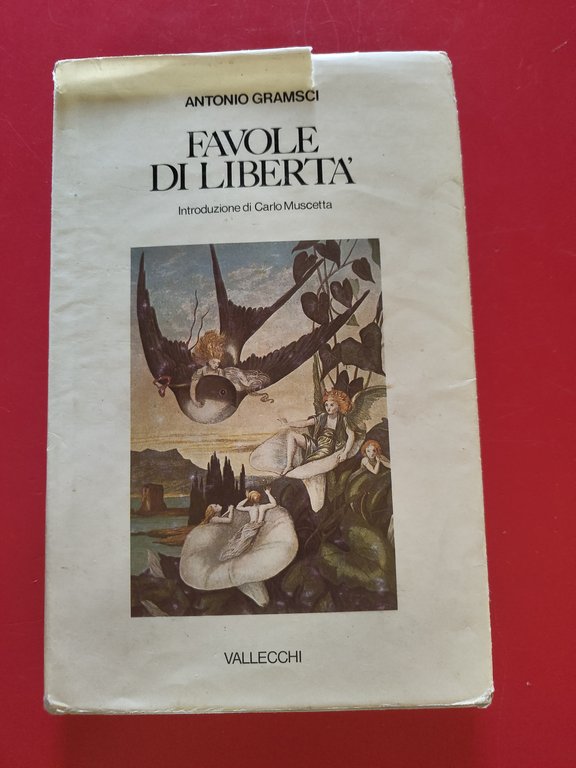 ANTONIO GRAMSCI
FAVOLE
DI LIBERTA'
Introduzione di Carlo Muscetta
VALLECCHI